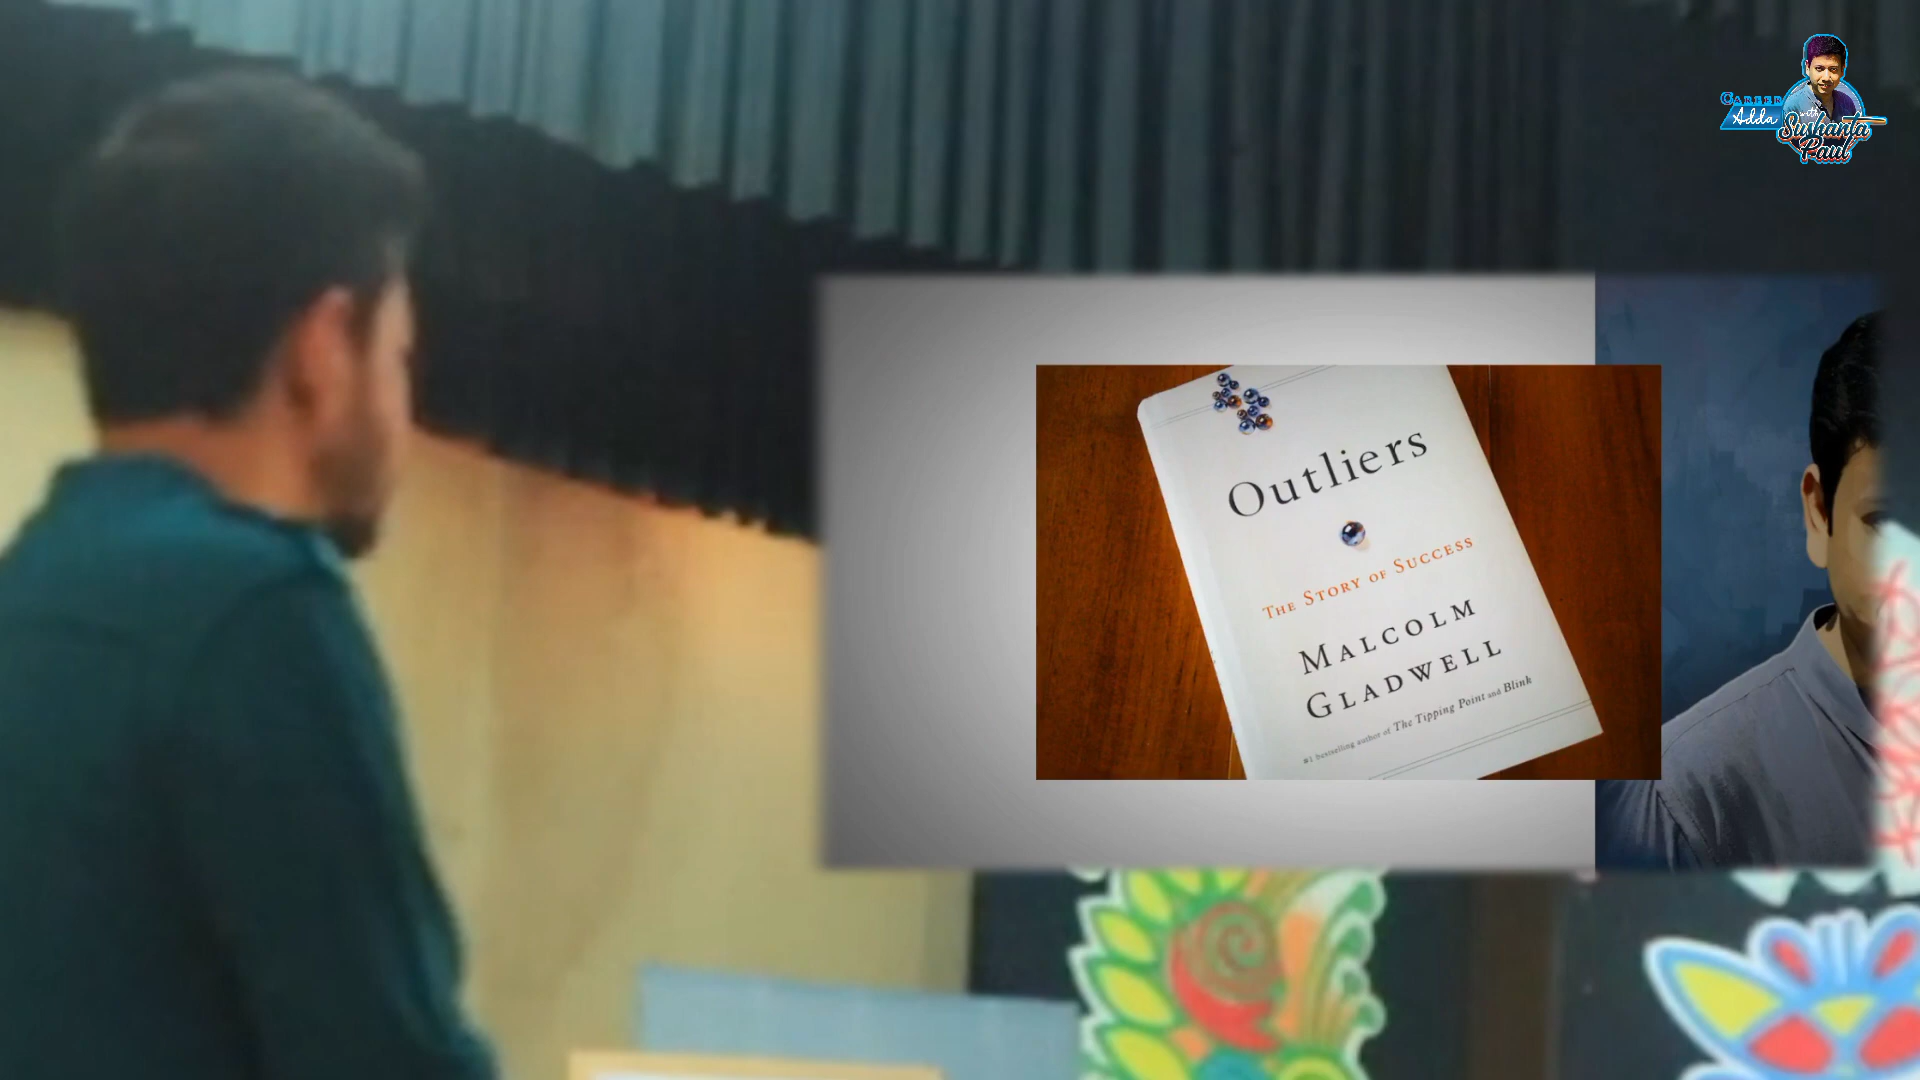 Career
Adda
with
Sushanta
Paul
Outliers
The Story of Success
Malcolm
Gladwell
#1 bestselling author of The Tipping Point and Blink